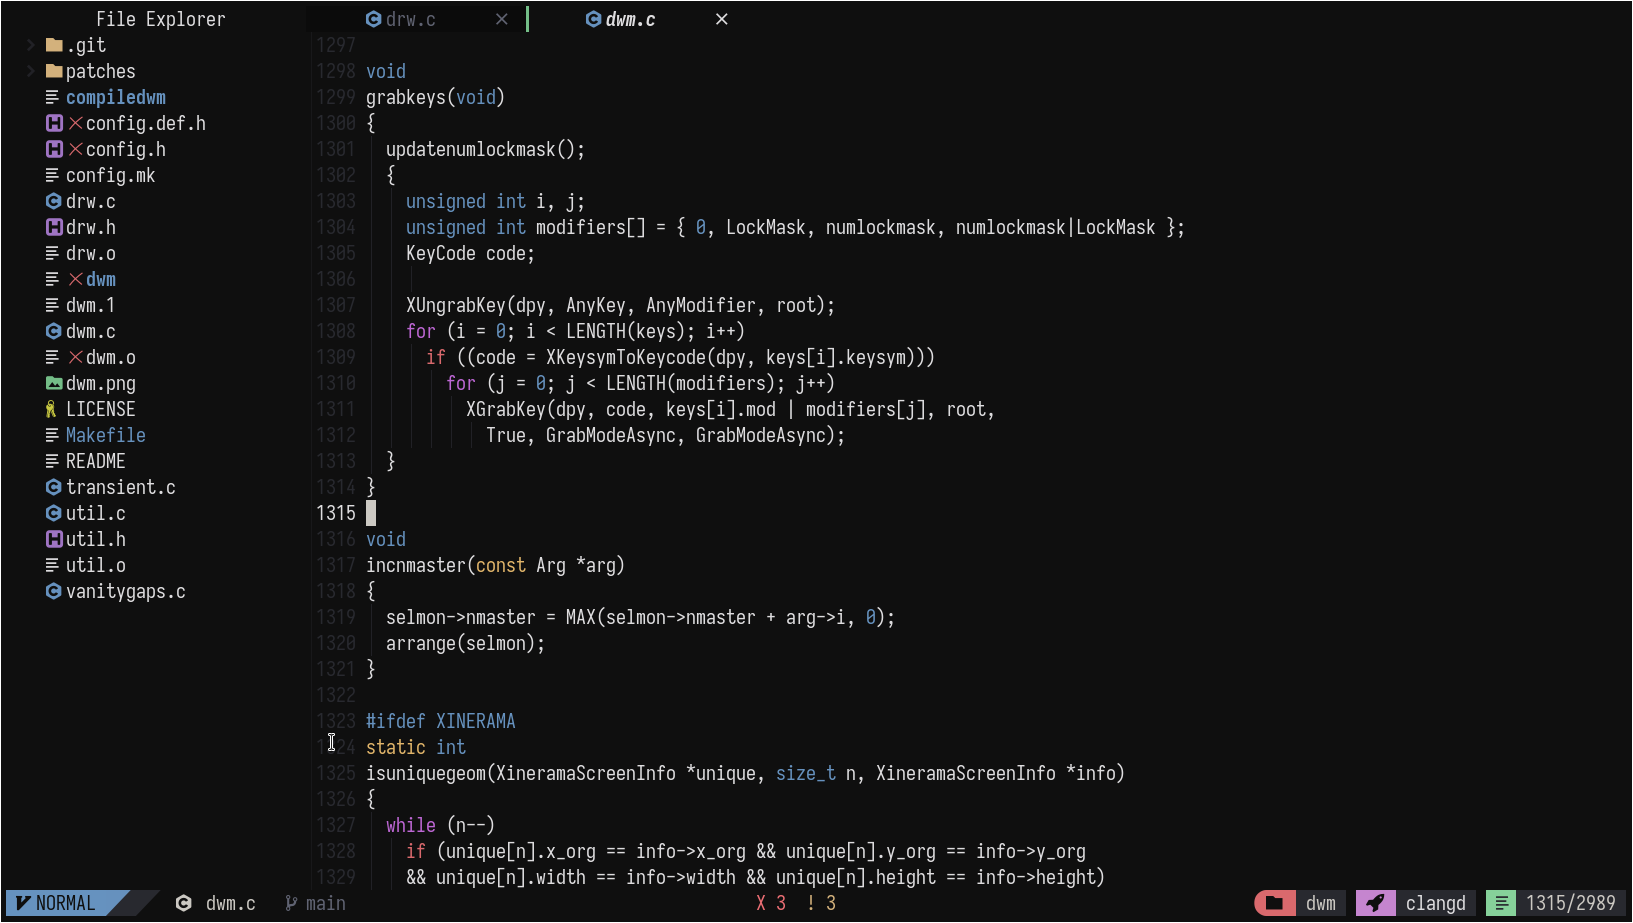 File Explorer
.git
patches
compiledwm
config.def.h
config.h
config.mk
drw.c
drw.h
drw.o
dwm
dwm.1
dwm.c
dwm.o
dwm.png
LICENSE
Makefile
README
transient.c
util.c
util.h
util.o
vanitygaps.c
drw.c
dwm.c
1297
1298 void
1299 grabkeys(void)
1300 {
1301   updatenumlockmask();
1302   {
1303     unsigned int i, j;
1304     unsigned int modifiers[] = { 0, LockMask, numlockmask, numlockmask|LockMask };
1305     KeyCode code;
1306
1307     XUngrabKey(dpy, AnyKey, AnyModifier, root);
1308     for (i = 0; i < LENGTH(keys); i++)
1309       if ((code = XKeysymToKeycode(dpy, keys[i].keysym)))
1310         for (j = 0; j < LENGTH(modifiers); j++)
1311           XGrabKey(dpy, code, keys[i].mod | modifiers[j], root,
1312             True, GrabModeAsync, GrabModeAsync);
1313   }
1314 }
1315
1316 void
1317 incnmaster(const Arg *arg)
1318 {
1319   selmon->nmaster = MAX(selmon->nmaster + arg->i, 0);
1320   arrange(selmon);
1321 }
1322
1323 #ifdef XINERAMA
1324 static int
1325 isuniquegeom(XineramaScreenInfo *unique, size_t n, XineramaScreenInfo *info)
1326 {
1327   while (n--)
1328     if (unique[n].x_org == info->x_org && unique[n].y_org == info->y_org
1329     && unique[n].width == info->width && unique[n].height == info->height)
NORMAL dwm.c main X 3 ! 3 dwm clangd 1315/2989